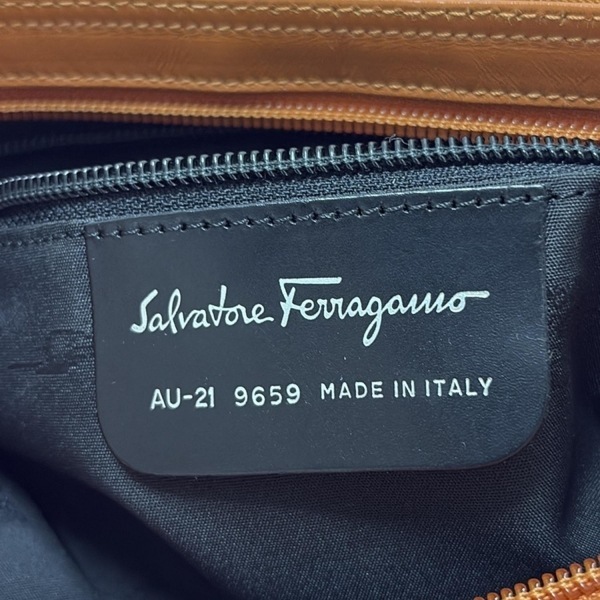 Salvatore Ferragamo
AU-21 9659 MADE IN ITALY